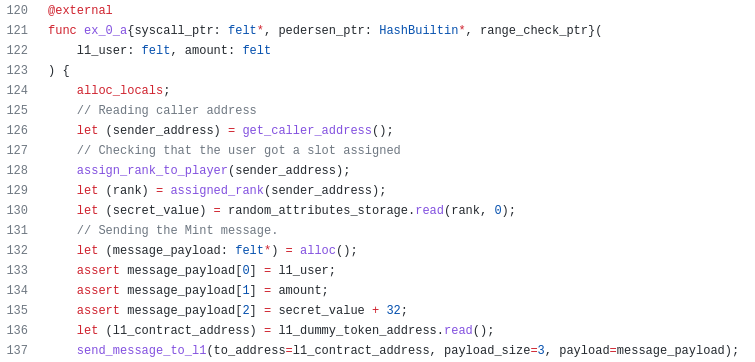 120 @external
121 func ex_0_a{syscall_ptr: felt*, pedersen_ptr: HashBuiltin*, range_check_ptr}(
122     l1_user: felt, amount: felt
123 ) {
124     alloc_locals;
125     // Reading caller address
126     let (sender_address) = get_caller_address();
127     // Checking that the user got a slot assigned
128     assign_rank_to_player(sender_address);
129     let (rank) = assigned_rank(sender_address);
130     let (secret_value) = random_attributes_storage.read(rank, 0);
131     // Sending the Mint message.
132     let (message_payload: felt*) = alloc();
133     assert message_payload[0] = l1_user;
134     assert message_payload[1] = amount;
135     assert message_payload[2] = secret_value + 32;
136     let (l1_contract_address) = l1_dummy_token_address.read();
137     send_message_to_l1(to_address=l1_contract_address, payload_size=3, payload=message_payload);